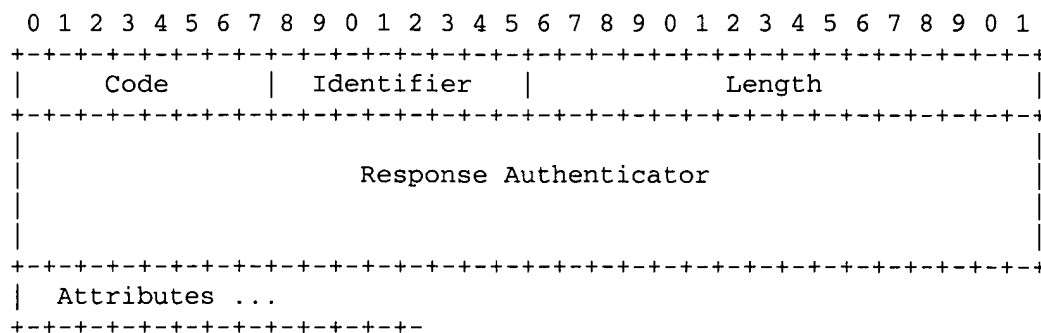 0 1 2 3 4 5 6 7 8 9 0 1 2 3 4 5 6 7 8 9 0 1 2 3 4 5 6 7 8 9 0 1
+-+-+-+-+-+-+-+-+-+-+-+-+-+-+-+-+-+-+-+-+-+-+-+-+-+-+-+-+-+-+-+-+
|     Code      |  Identifier   |            Length             |
+-+-+-+-+-+-+-+-+-+-+-+-+-+-+-+-+-+-+-+-+-+-+-+-+-+-+-+-+-+-+-+-+
|                                                               |
|                     Response Authenticator                    |
|                                                               |
|                                                               |
+-+-+-+-+-+-+-+-+-+-+-+-+-+-+-+-+-+-+-+-+-+-+-+-+-+-+-+-+-+-+-+-+
|  Attributes ...
+-+-+-+-+-+-+-+-+-+-+-+-+-